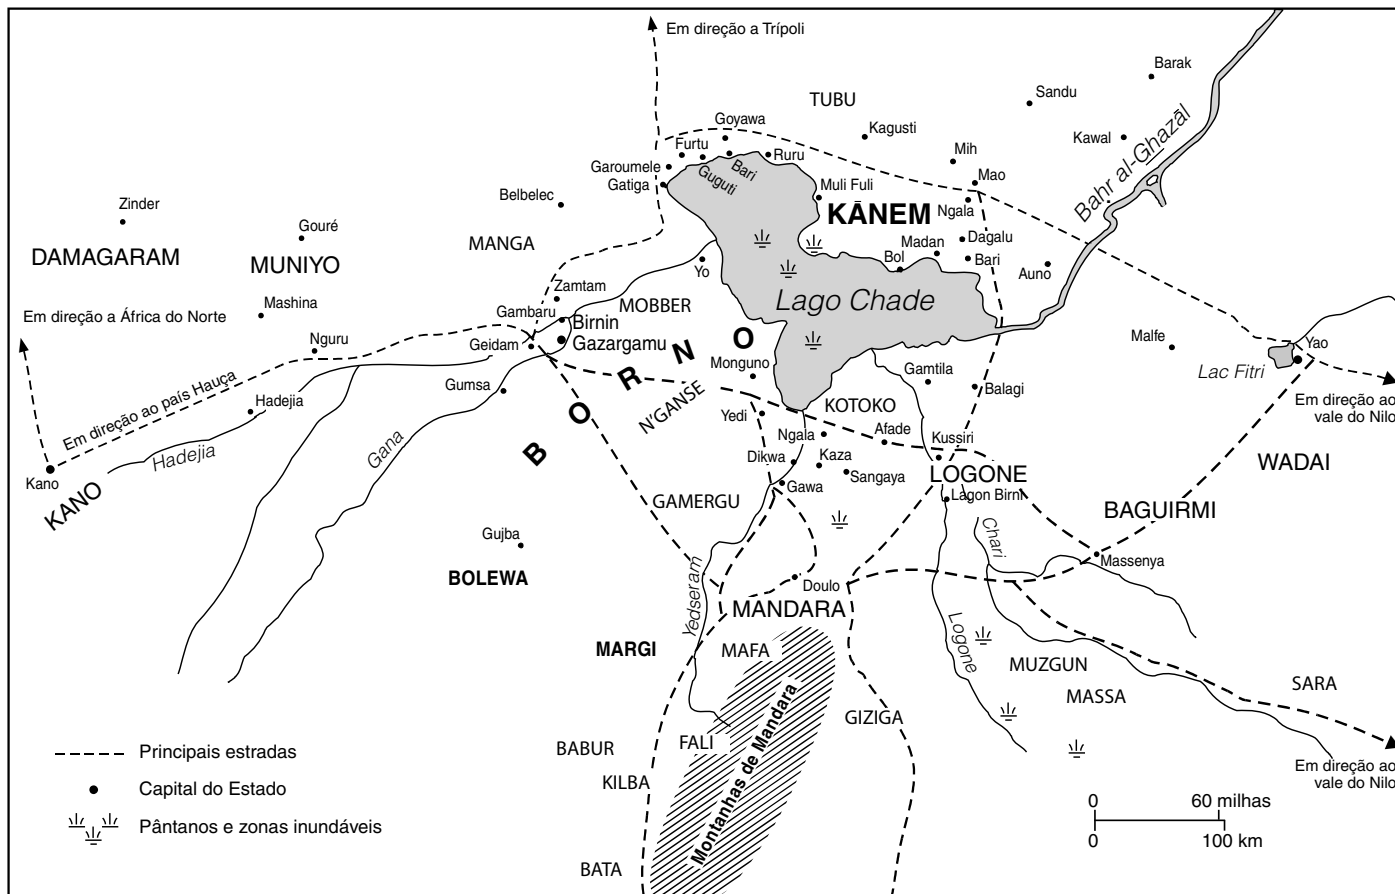 Em direção a Trípoli
Barak
TUBU
Sandu
Goyawa
Kagusti
Kawal
Furtu
Bari
Ruru
Mih
Garoumele
Guguti
Mao
Gatiga
Bahr al-Ghazāl
Belbelec
Muli Fuli
KĀNEM
Ngala
Zinder
Gouré
DAMAGARAM
MUNIYO
MANGA
Madan
Dagalu
Bol
Bari
Auno
Yo
Zamtam
MOBBER
Lago Chade
Mashina
Em direção a África do Norte
Gambaru
Birnin
Gazargamu
Geidam
Nguru
BORNO
Monguno
Malfe
Yao
Lac Fitri
Gamtila
Balagi
Gumsa
Em direção ao país Hauça
Hadejia
N'GANSE
Yedi
KOTOKO
Em direção ao
vale do Nilo
Hadejia
Gana
Ngala
Afade
Kussiri
Kano
KANO
Dikwa
Kaza
Sangaya
LOGONE
WADAI
Gawa
Lagon Birni
GAMERGU
BAGUIRMI
Gujba
Chari
BOLEWA
Massenya
Yedseram
Doulo
MANDARA
MARGI
MAFA
Logone
MUZGUN
MASSA
SARA
GIZIGA
Montanhas de Mandara
FALI
BABUR
KILBA
BATA
Principais estradas
Capital do Estado
Pântanos e zonas inundáveis
Em direção ao
vale do Nilo
0 60 milhas
0 100 km